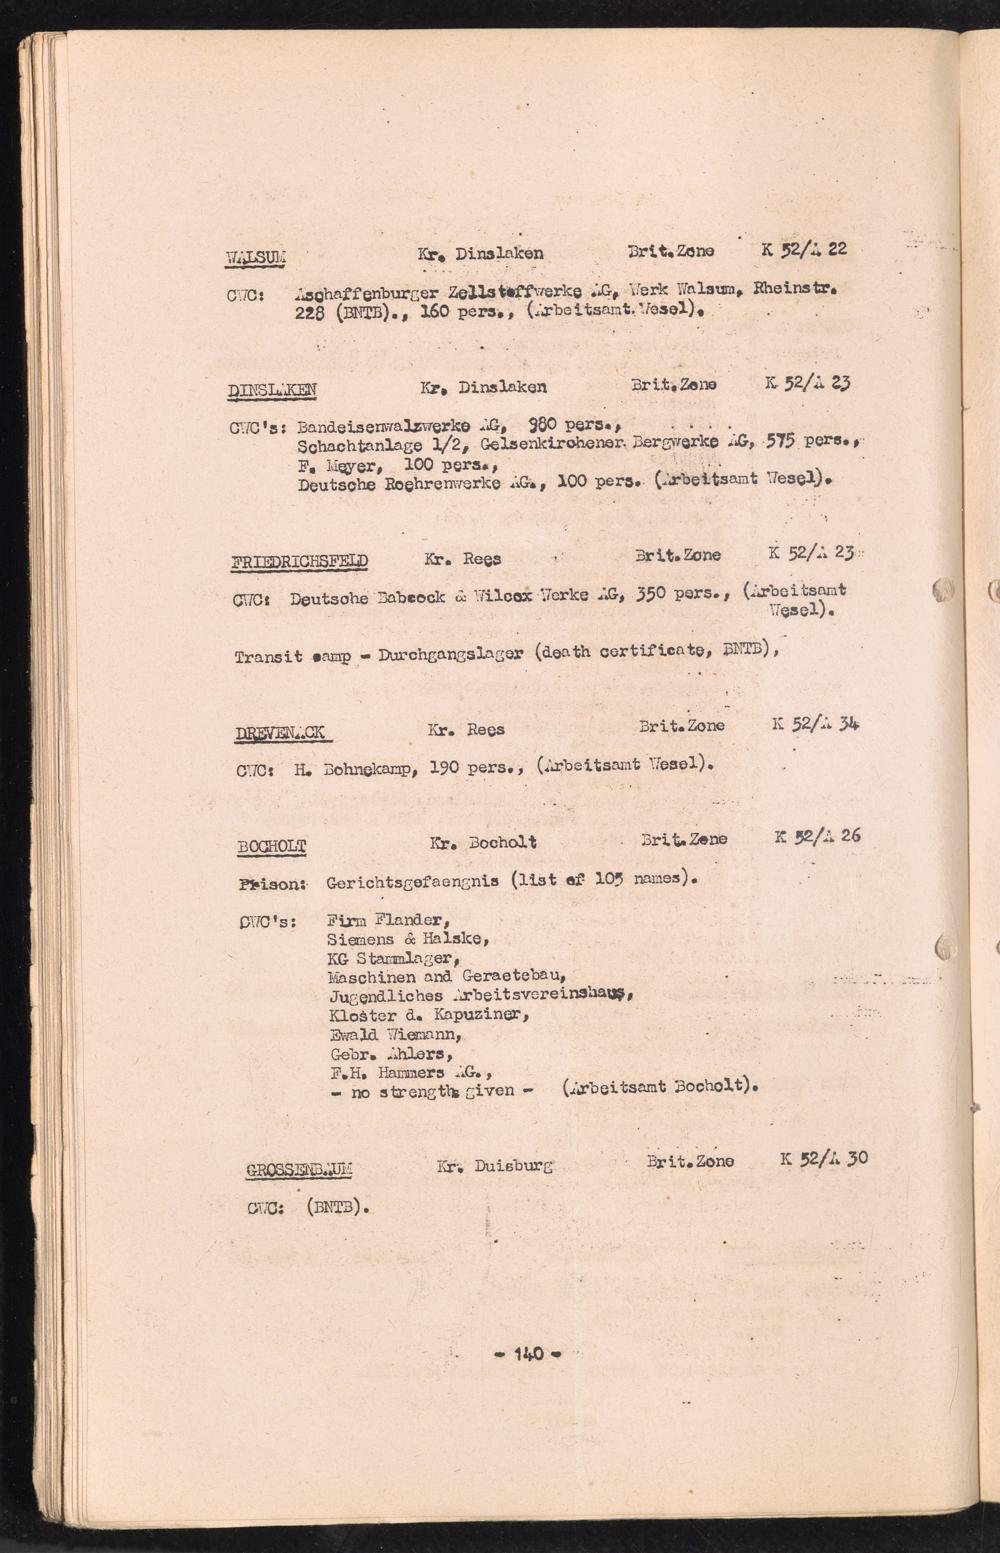 WALSUM Kr. Dinslaken Brit.Zone K 52/A 22
CWC: Aschaffenburger Zellstoffwerke AG, Werk Walsum, Rheinstr.
228 (BNTB)., 160 pers., (Arbeitsamt.Wesel).
DINSLAKEN Kr. Dinslaken Brit.Zone K 52/A 23
CWC's: Bandeisenwalzwerke AG, 980 pers.,
Schachtanlage 1/2, Gelsenkirchener Bergwerke AG, 575 pers.,
F. Meyer, 100 pers.,
Deutsche Roehrenwerke AG., 100 pers. (Arbeitsamt Wesel).
FRIEDRICHSFELD Kr. Rees Brit.Zone K 52/A 23
CWC: Deutsche Babcock & Wilcox Werke AG, 350 pers., (Arbeitsamt
Wesel).
Transit camp - Durchgangslager (death certificate, BNTB),
DREVENACK Kr. Rees Brit.Zone K 52/A 34
CWC: H. Bohnekamp, 190 pers., (Arbeitsamt Wesel).
BOCHOLT Kr. Bocholt Brit.Zone K 52/A 26
Prison: Gerichtsgefaengnis (list of 105 names).
CWC's: Firm Flander,
Siemens & Halske,
KG Stammlager,
Maschinen and Geraetebau,
Jugendliches Arbeitsvereinshaus,
Kloster d. Kapuziner,
Ewald Wiemann,
Gebr. Ahlers,
F.H. Hammers AG.,
- no strength given - (Arbeitsamt Bocholt).
GROSSENBAUM Kr. Duisburg Brit.Zone K 52/A 30
CWC: (BNTB).
- 140 -